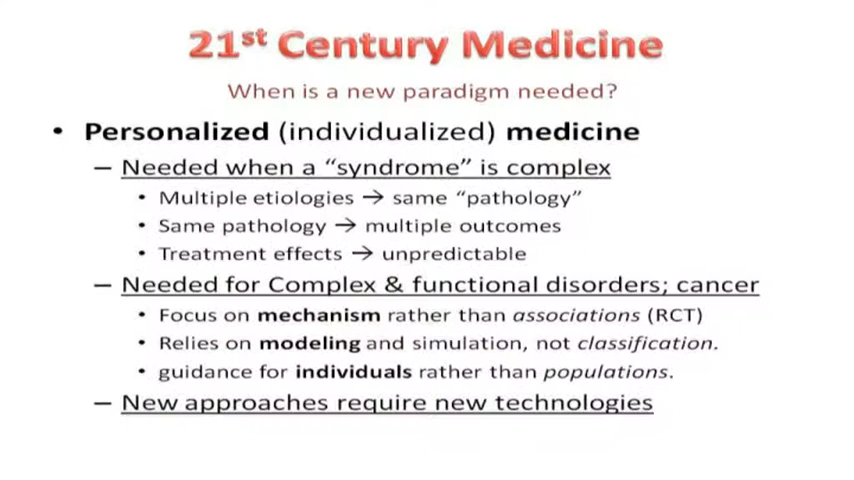 21st Century Medicine
When is a new paradigm needed?
• Personalized (individualized) medicine
– Needed when a “syndrome” is complex
• Multiple etiologies → same “pathology”
• Same pathology → multiple outcomes
• Treatment effects → unpredictable
– Needed for Complex & functional disorders; cancer
• Focus on mechanism rather than associations (RCT)
• Relies on modeling and simulation, not classification.
• guidance for individuals rather than populations.
– New approaches require new technologies